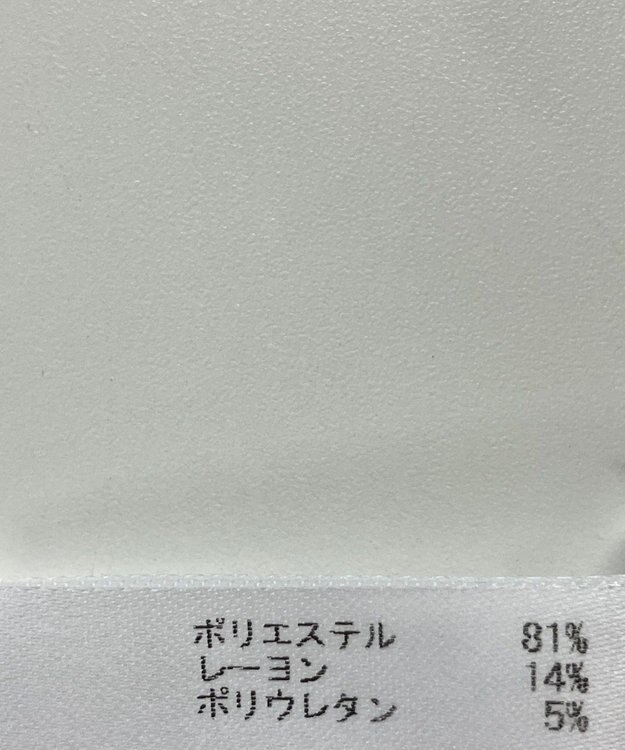 ポリエステル 81%
レーヨン 14%
ポリウレタン 5%